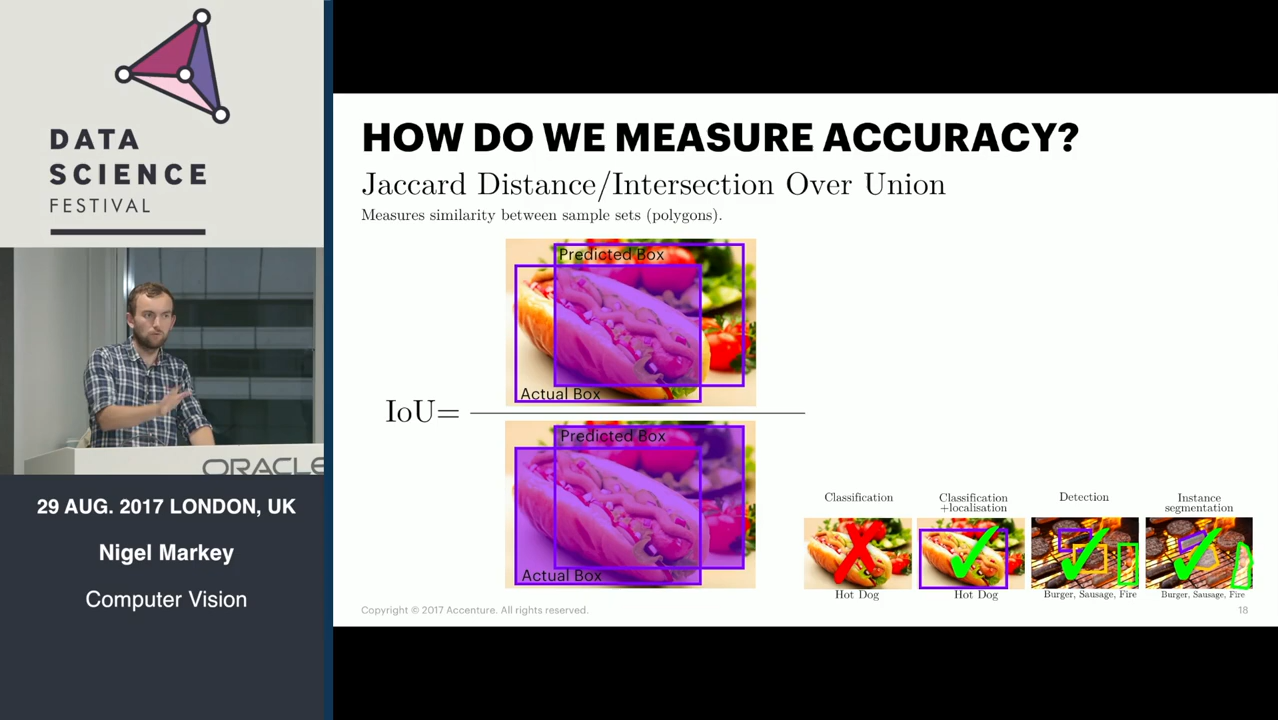 DATA
SCIENCE
FESTIVAL
ORACLE
29 AUG. 2017 LONDON, UK
Nigel Markey
Computer Vision
HOW DO WE MEASURE ACCURACY?
Jaccard Distance/Intersection Over Union
Measures similarity between sample sets (polygons).
Predicted Box
Actual Box
IoU=
Predicted Box
Actual Box
Classification
Hot Dog
Classification
+localisation
Hot Dog
Detection
Burger, Sausage, Fire
Instance
segmentation
Burger, Sausage, Fire
Copyright © 2017 Accenture. All rights reserved.
18